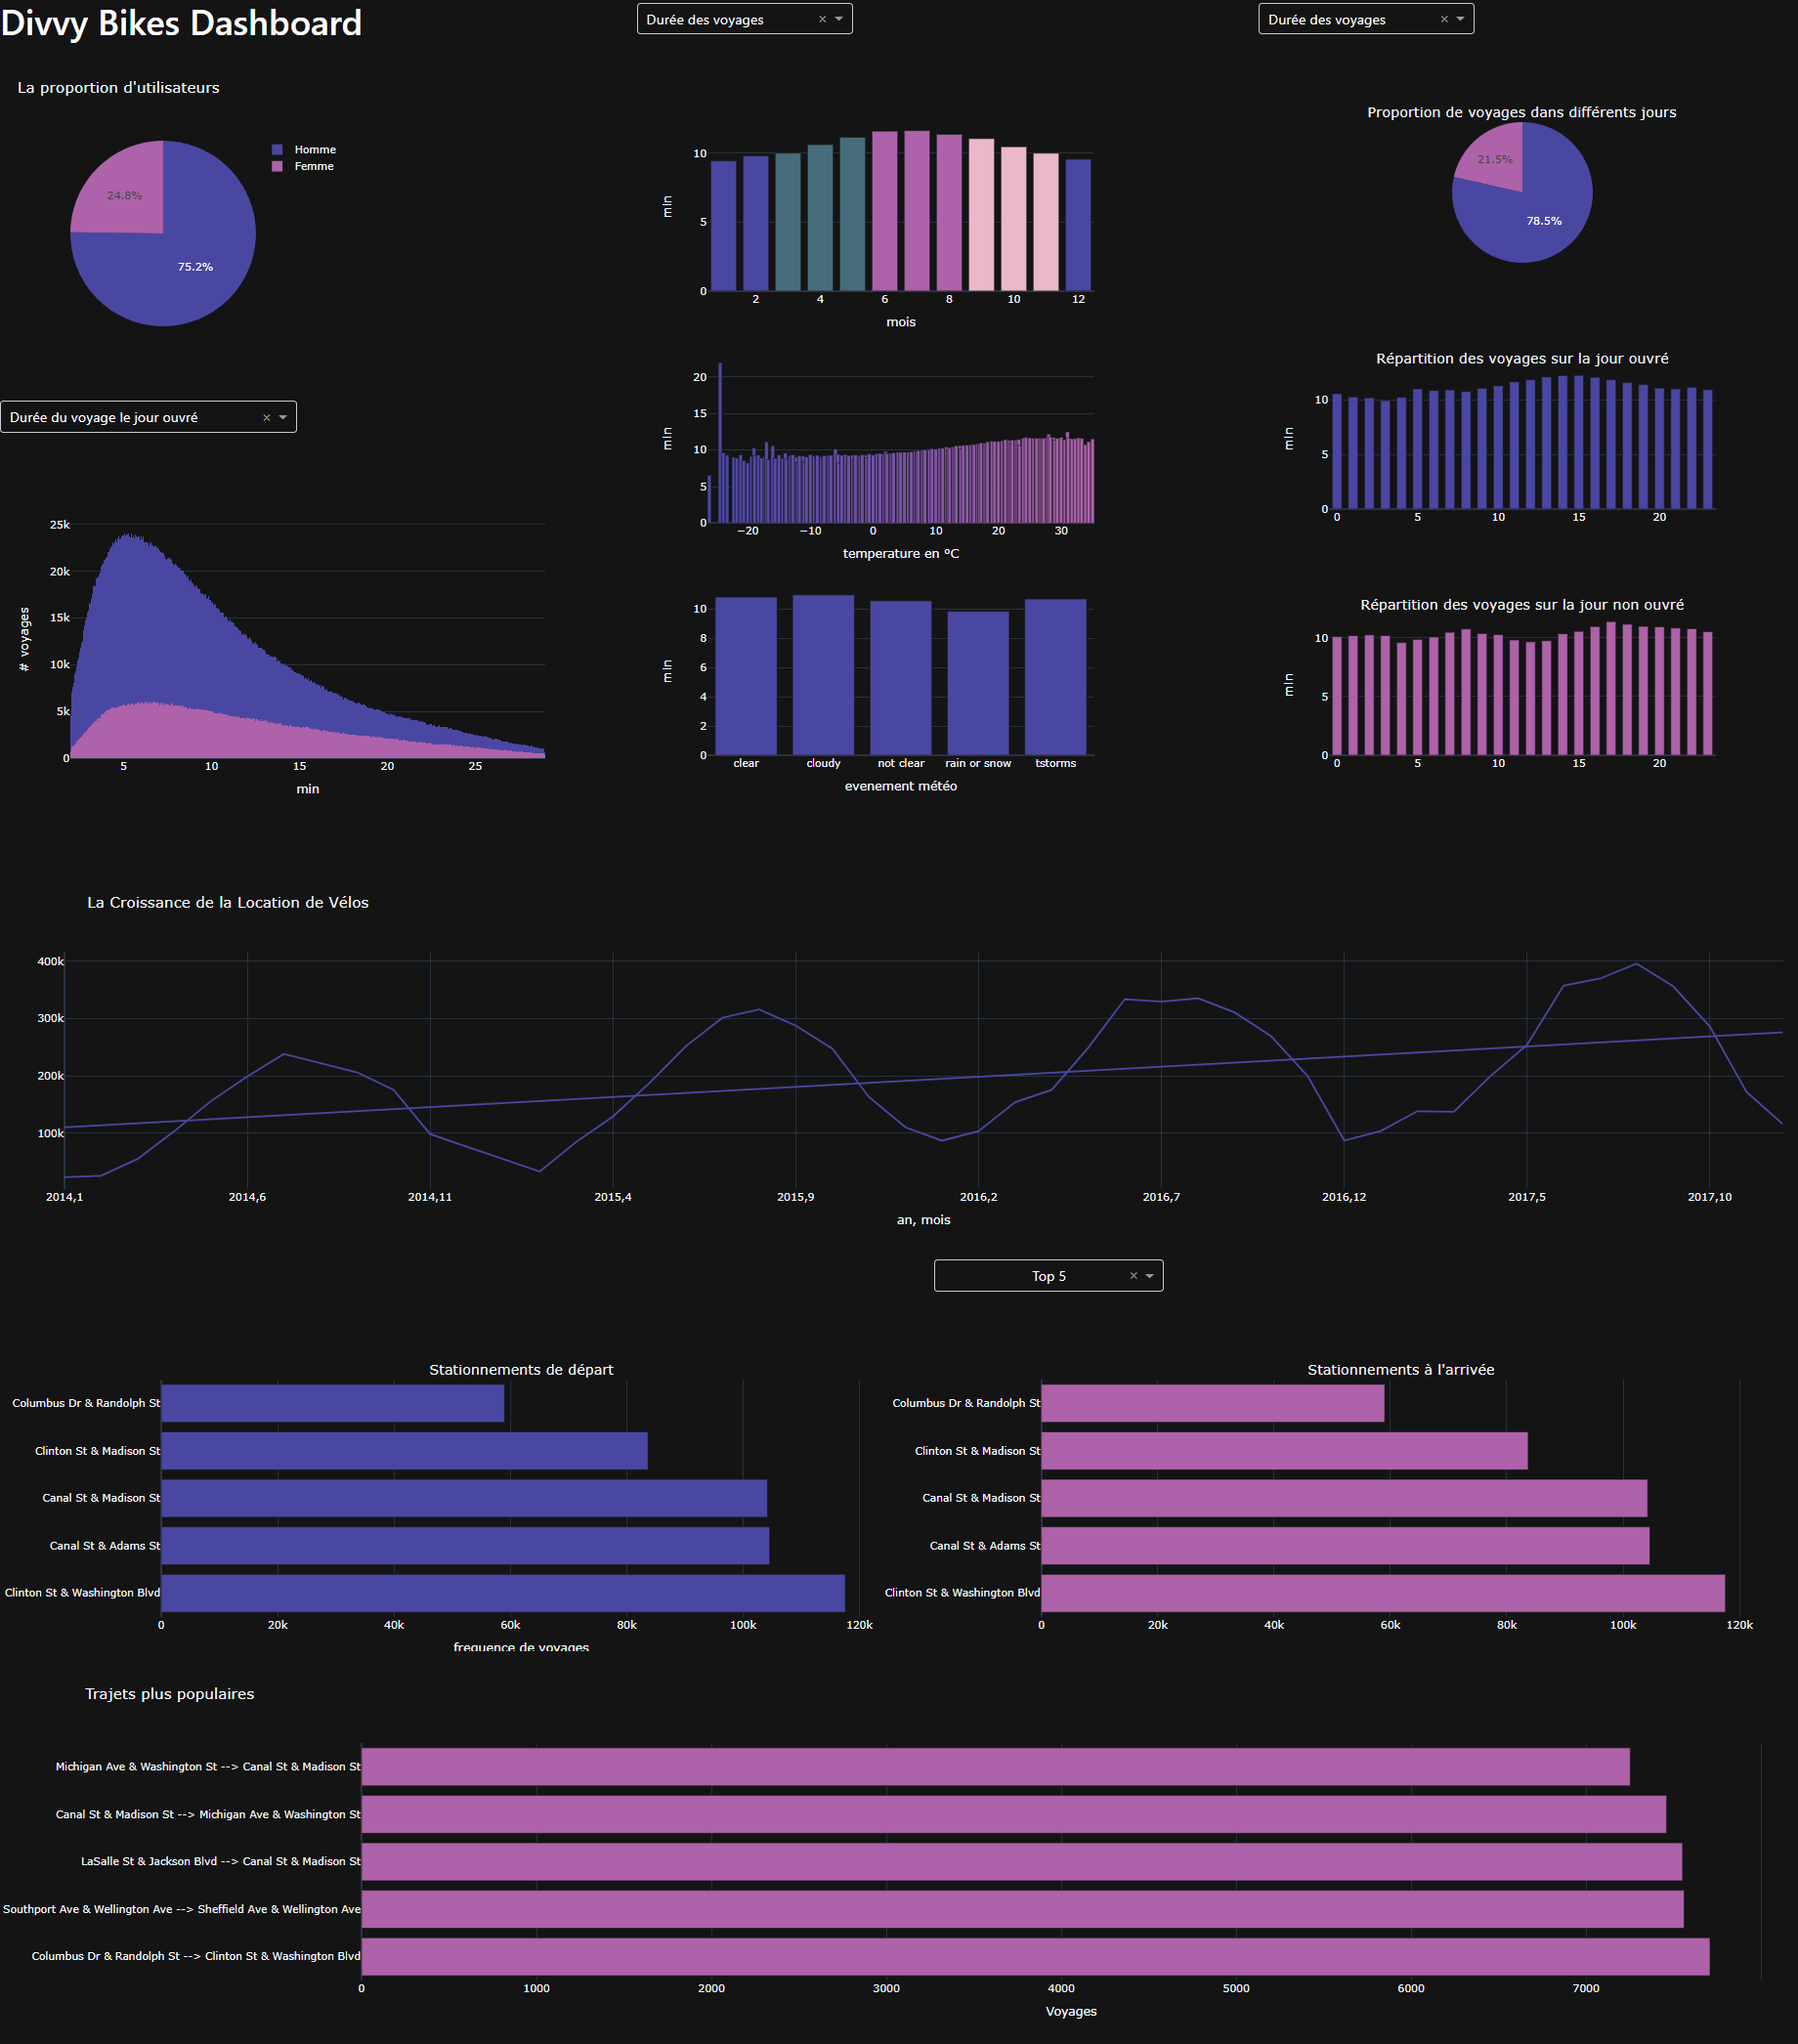 Divvy Bikes Dashboard
Durée des voyages
Durée des voyages
La proportion d'utilisateurs
Homme
Femme
24.8%
75.2%
Durée du voyage le jour ouvré
25k
20k
15k
10k
5k
0
# voyages
5 10 15 20 25
min
10
5
0
min
2 4 6 8 10 12
mois
20
15
10
5
0
min
−20 −10 0 10 20 30
temperature en °C
10
8
6
4
2
0
min
clear cloudy not clear rain or snow tstorms
evenement météo
Proportion de voyages dans différents jours
21.5%
78.5%
Répartition des voyages sur la jour ouvré
10
5
0
min
0 5 10 15 20
Répartition des voyages sur la jour non ouvré
10
5
0
min
0 5 10 15 20
La Croissance de la Location de Vélos
400k
300k
200k
100k
2014,1 2014,6 2014,11 2015,4 2015,9 2016,2 2016,7 2016,12 2017,5 2017,10
an, mois
Top 5
Stationnements de départ
Columbus Dr & Randolph St
Clinton St & Madison St
Canal St & Madison St
Canal St & Adams St
Clinton St & Washington Blvd
0 20k 40k 60k 80k 100k 120k
frequence de voyages
Stationnements à l'arrivée
Columbus Dr & Randolph St
Clinton St & Madison St
Canal St & Madison St
Canal St & Adams St
Clinton St & Washington Blvd
0 20k 40k 60k 80k 100k 120k
Trajets plus populaires
Michigan Ave & Washington St --> Canal St & Madison St
Canal St & Madison St --> Michigan Ave & Washington St
LaSalle St & Jackson Blvd --> Canal St & Madison St
Southport Ave & Wellington Ave --> Sheffield Ave & Wellington Ave
Columbus Dr & Randolph St --> Clinton St & Washington Blvd
0 1000 2000 3000 4000 5000 6000 7000
Voyages